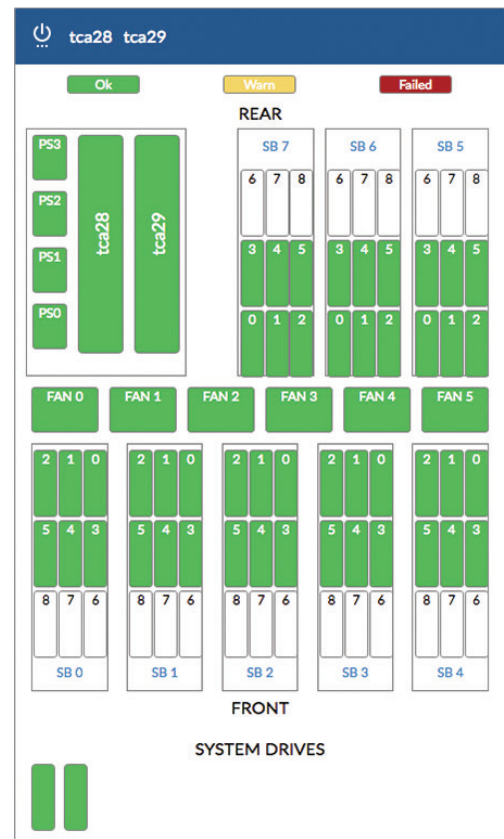 tca28 tca29
Ok Warn Failed
REAR
PS3
PS2
PS1
PS0
tca28
tca29
SB 7 SB 6 SB 5
6 7 8 6 7 8 6 7 8
3 4 5 3 4 5 3 4 5
0 1 2 0 1 2 0 1 2
FAN 0 FAN 1 FAN 2 FAN 3 FAN 4 FAN 5
2 1 0 2 1 0 2 1 0 2 1 0 2 1 0
5 4 3 5 4 3 5 4 3 5 4 3 5 4 3
8 7 6 8 7 6 8 7 6 8 7 6 8 7 6
SB 0 SB 1 SB 2 SB 3 SB 4
FRONT
SYSTEM DRIVES